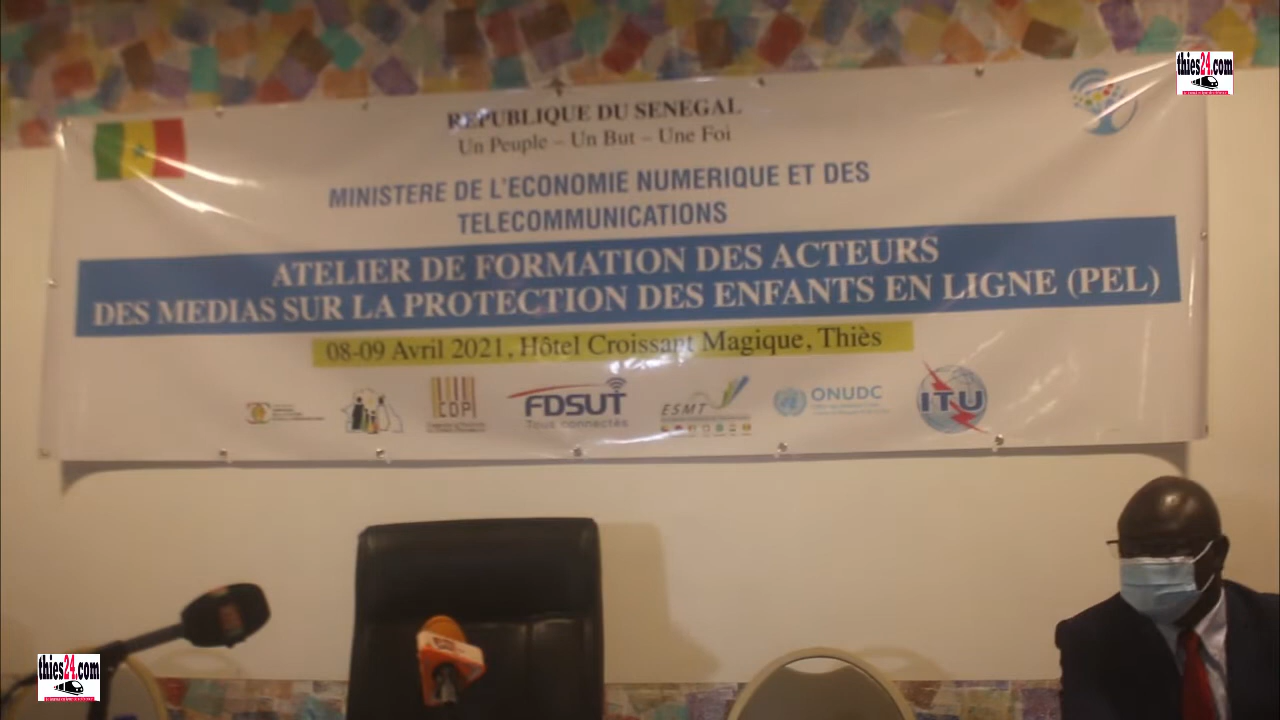 thies24.com
REPUBLIQUE DU SENEGAL
Un Peuple – Un But – Une Foi
MINISTERE DE L'ECONOMIE NUMERIQUE ET DES
TELECOMMUNICATIONS
ATELIER DE FORMATION DES ACTEURS
DES MEDIAS SUR LA PROTECTION DES ENFANTS EN LIGNE (PEL)
08-09 Avril 2021, Hôtel Croissant Magique, Thiès
CDP
FDSUT
Tous connectés
ESMT
ONUDC
ITU
thies24.com